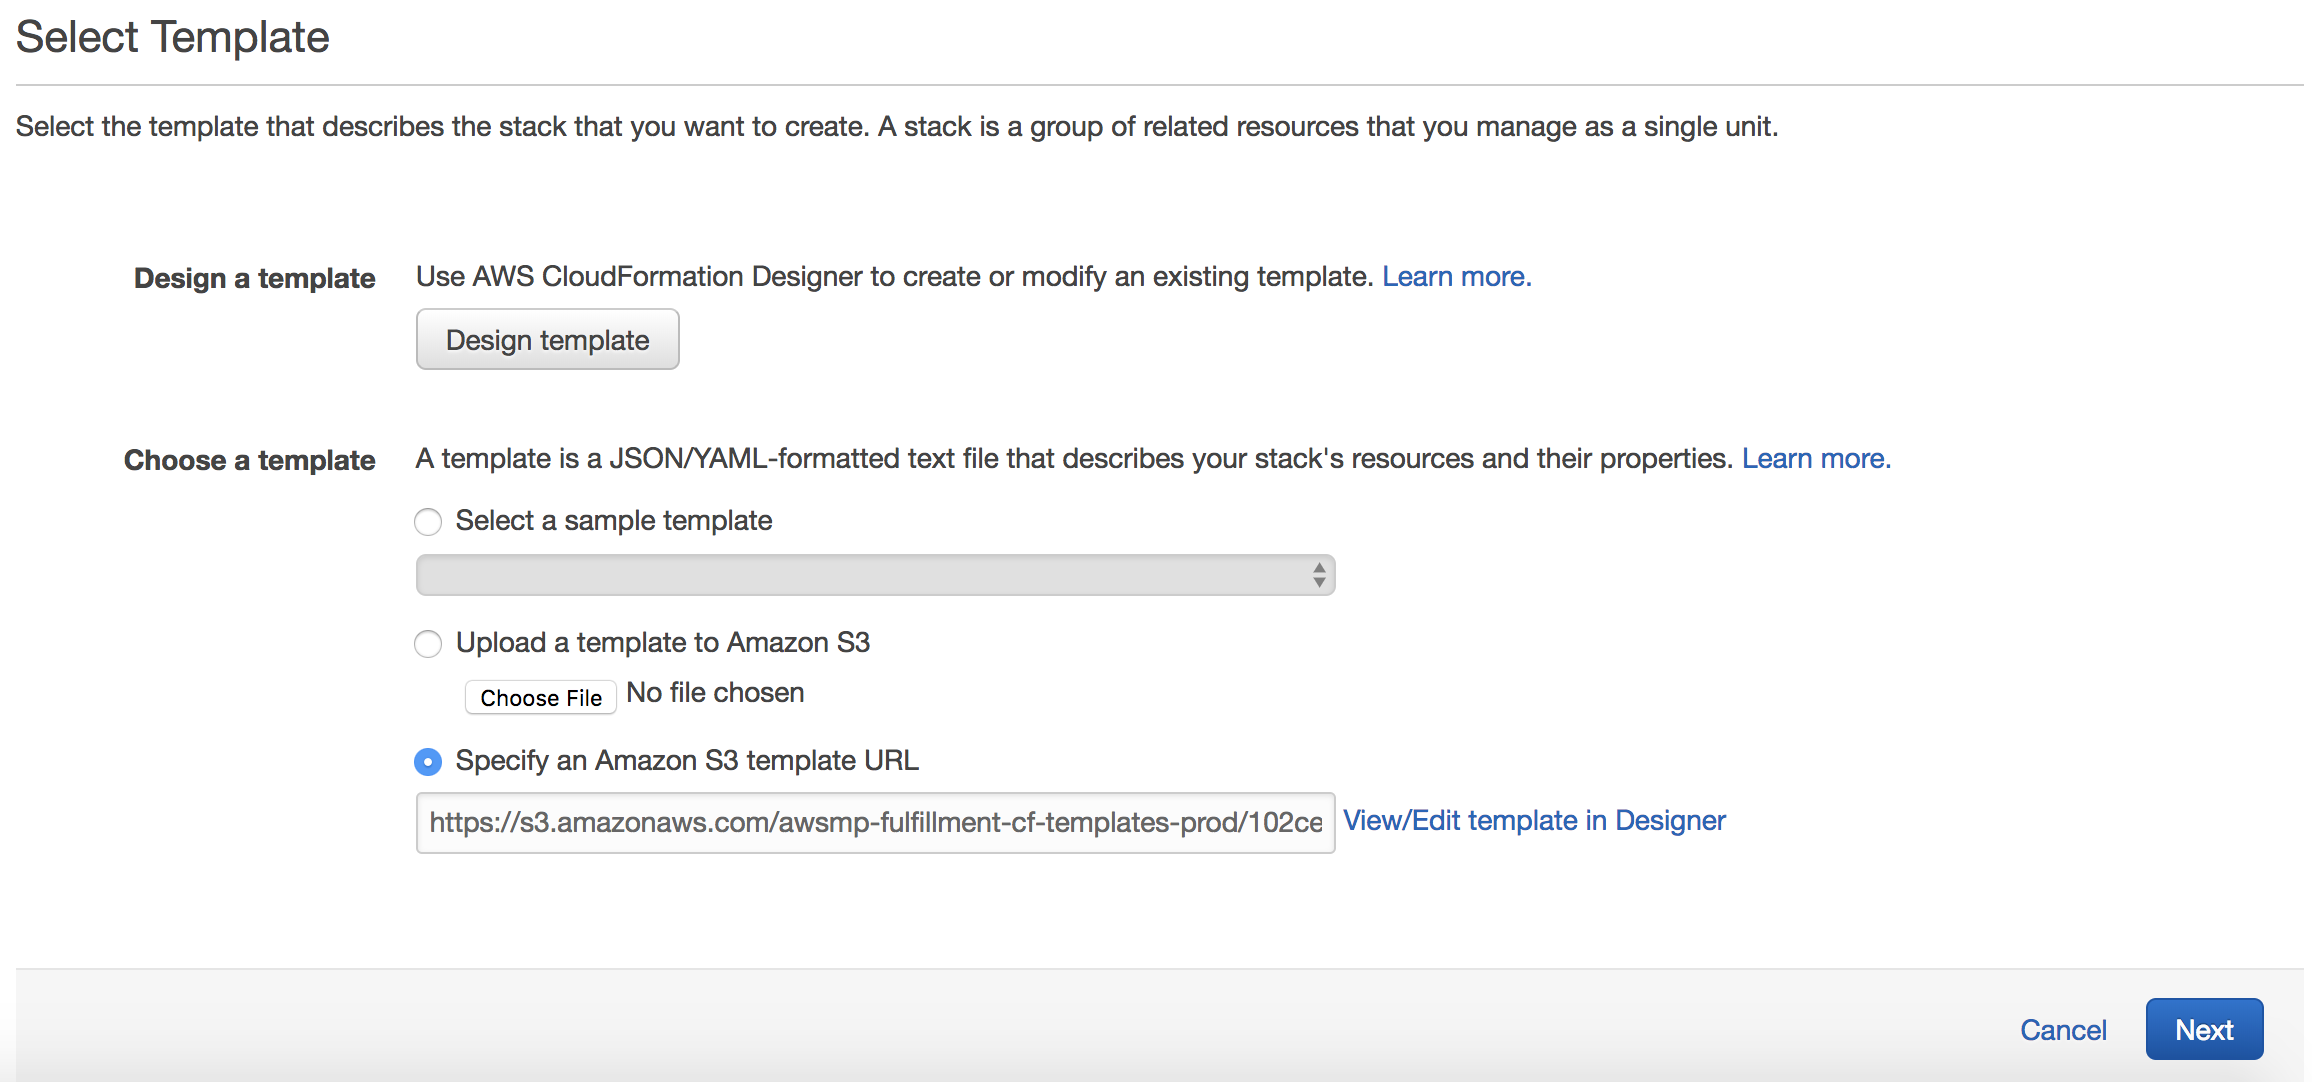 Select Template
Select the template that describes the stack that you want to create. A stack is a group of related resources that you manage as a single unit.
Design a template
Use AWS CloudFormation Designer to create or modify an existing template. Learn more.
Design template
Choose a template
A template is a JSON/YAML-formatted text file that describes your stack's resources and their properties. Learn more.
Select a sample template
Upload a template to Amazon S3
Choose File No file chosen
Specify an Amazon S3 template URL
https://s3.amazonaws.com/awsmp-fulfillment-cf-templates-prod/102ce View/Edit template in Designer
Cancel Next